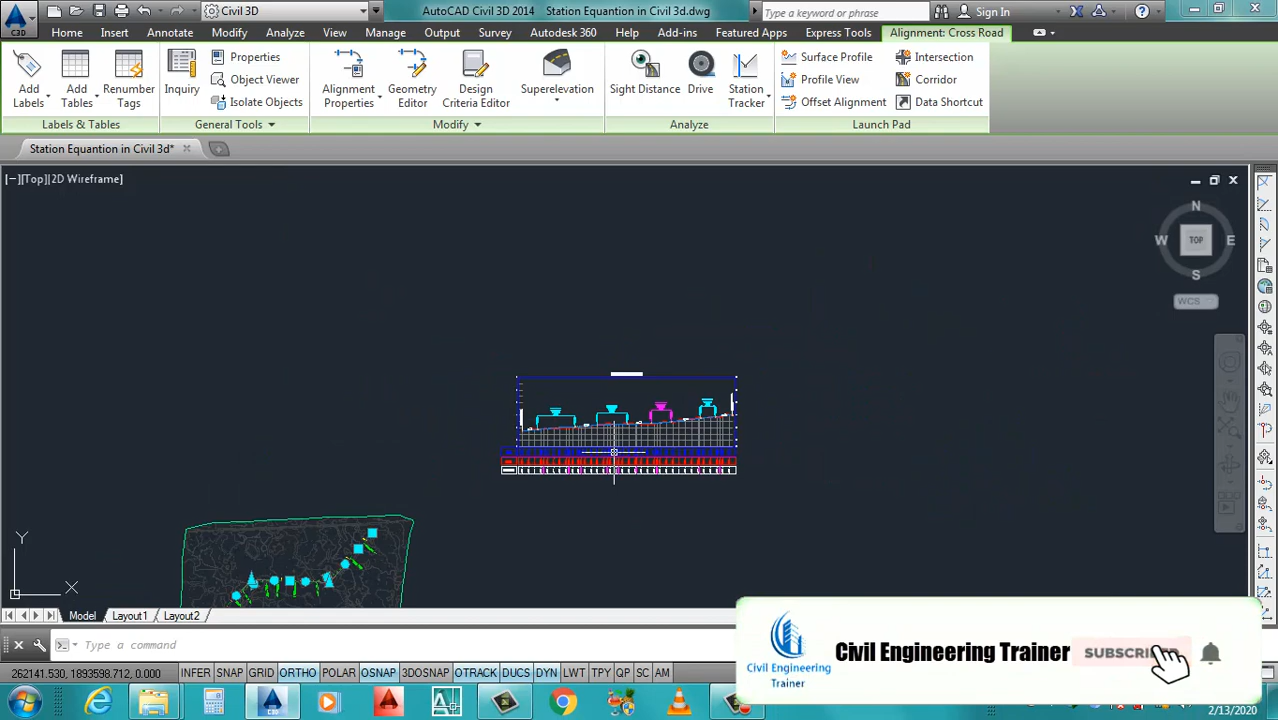 Civil 3D
AutoCAD Civil 3D 2014 Station Equantion in Civil 3d.dwg
Type a keyword or phrase
Sign In
C3D
Home Insert Annotate Modify Analyze View Manage Output Survey Autodesk 360 Help Add-ins Featured Apps Express Tools Alignment: Cross Road
Add Labels
Add Tables
Renumber Tags
Inquiry
Properties
Object Viewer
Isolate Objects
Alignment Properties
Geometry Editor
Design Criteria Editor
Superelevation
Sight Distance
Drive
Station Tracker
Surface Profile
Profile View
Offset Alignment
Intersection
Corridor
Data Shortcut
Labels & Tables General Tools Modify Analyze Launch Pad
Station Equantion in Civil 3d*
[−][Top][2D Wireframe]
N
W TOP E
S
WCS
Y
X
Model Layout1 Layout2
Type a command
Civil Engineering Trainer
Civil Engineering
Trainer
262141.530, 1893598.712, 0.000 INFER SNAP GRID ORTHO POLAR OSNAP 3DOSNAP OTRACK DUCS DYN LWT TPY QP SC AM
2/13/2020